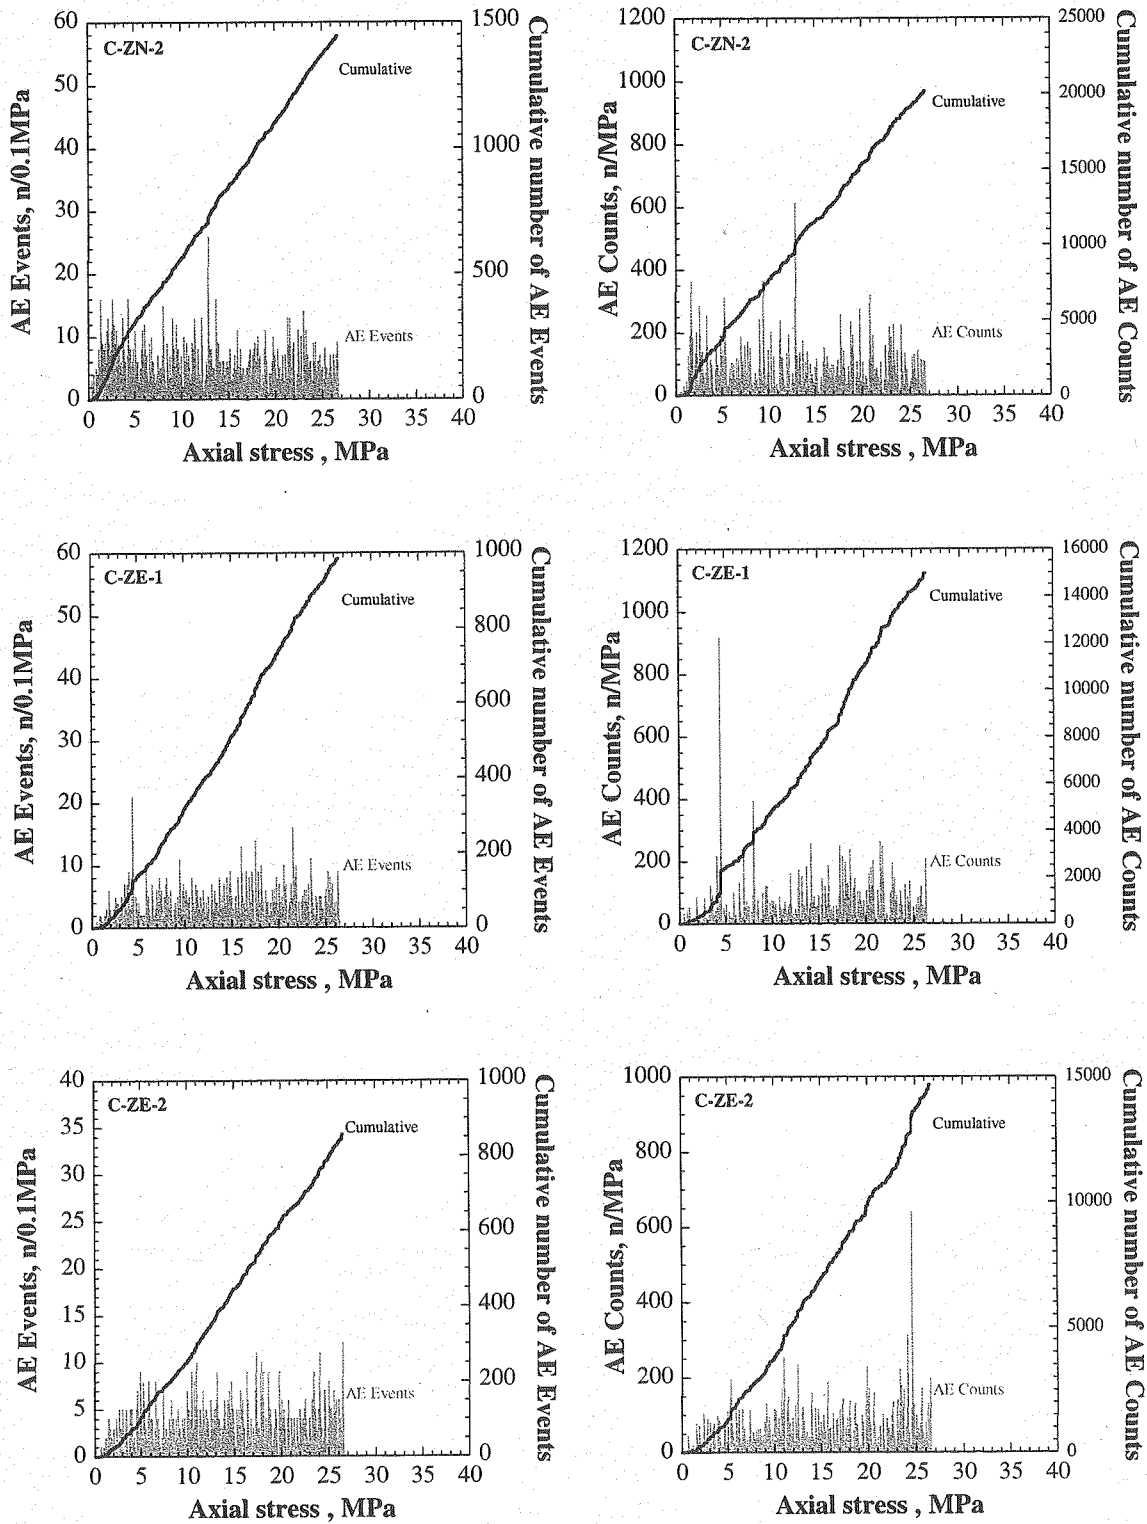 C-ZN-2
Cumulative
AE Events
AE Events, n/0.1MPa
60
50
40
30
20
10
0
1500
1000
500
0
Cumulative number of AE Events
0 5 10 15 20 25 30 35 40
Axial stress , MPa
C-ZN-2
Cumulative
AE Counts
AE Counts, n/MPa
1200
1000
800
600
400
200
0
25000
20000
15000
10000
5000
0
Cumulative number of AE Counts
0 5 10 15 20 25 30 35 40
Axial stress , MPa
C-ZE-1
Cumulative
AE Events
AE Events, n/0.1MPa
60
50
40
30
20
10
0
1000
800
600
400
200
0
Cumulative number of AE Events
0 5 10 15 20 25 30 35 40
Axial stress , MPa
C-ZE-1
Cumulative
AE Counts
AE Counts, n/MPa
1200
1000
800
600
400
200
0
16000
14000
12000
10000
8000
6000
4000
2000
0
Cumulative number of AE Counts
0 5 10 15 20 25 30 35 40
Axial stress , MPa
C-ZE-2
Cumulative
AE Events
AE Events, n/0.1MPa
40
35
30
25
20
15
10
5
0
1000
800
600
400
200
0
Cumulative number of AE Events
0 5 10 15 20 25 30 35 40
Axial stress , MPa
C-ZE-2
Cumulative
AE Counts
AE Counts, n/MPa
1000
800
600
400
200
0
15000
10000
5000
0
Cumulative number of AE Counts
0 5 10 15 20 25 30 35 40
Axial stress , MPa